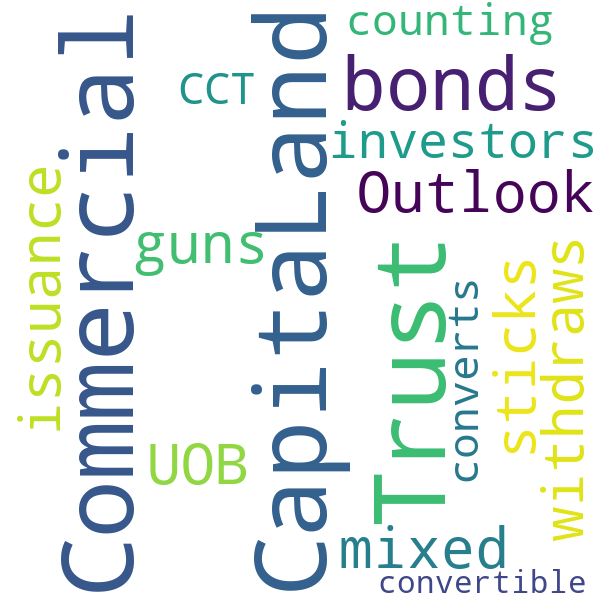 counting
CCT
bonds
investors
Outlook
Commercial
CapitaLand
issuance
guns
Trust
converts
sticks
withdraws
UOB
mixed
convertible